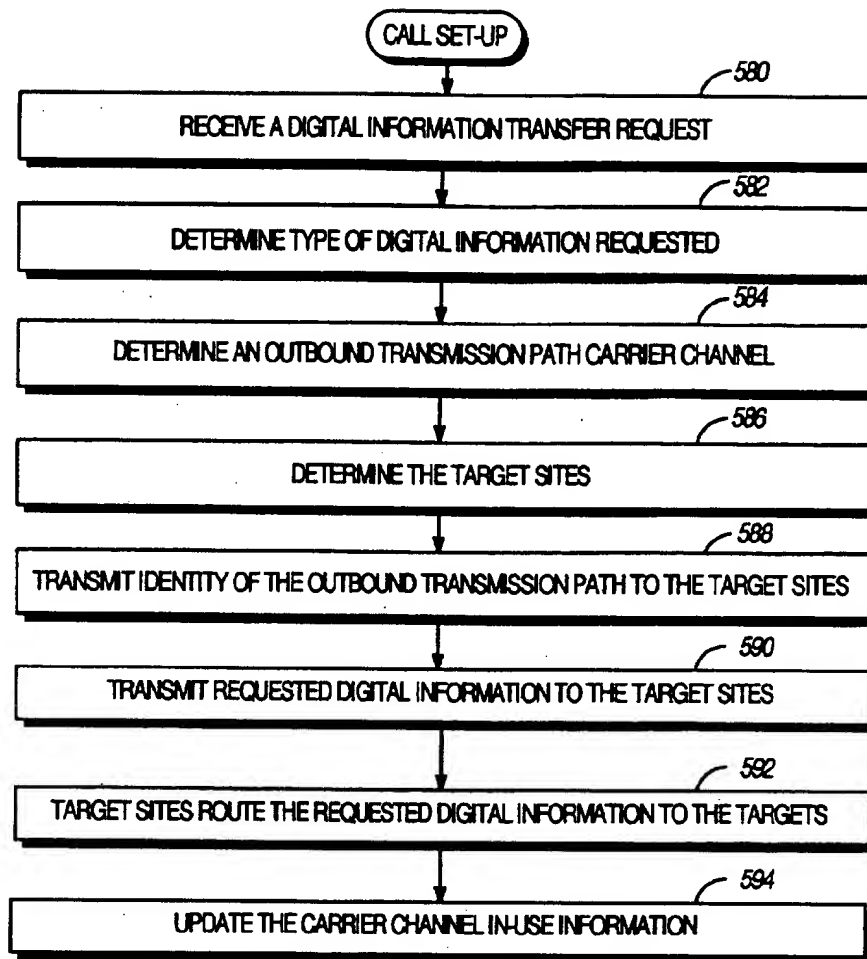 CALL SET-UP
580
RECEIVE A DIGITAL INFORMATION TRANSFER REQUEST
582
DETERMINE TYPE OF DIGITAL INFORMATION REQUESTED
584
DETERMINE AN OUTBOUND TRANSMISSION PATH CARRIER CHANNEL
586
DETERMINE THE TARGET SITES
588
TRANSMIT IDENTITY OF THE OUTBOUND TRANSMISSION PATH TO THE TARGET SITES
590
TRANSMIT REQUESTED DIGITAL INFORMATION TO THE TARGET SITES
592
TARGET SITES ROUTE THE REQUESTED DIGITAL INFORMATION TO THE TARGETS
594
UPDATE THE CARRIER CHANNEL IN-USE INFORMATION